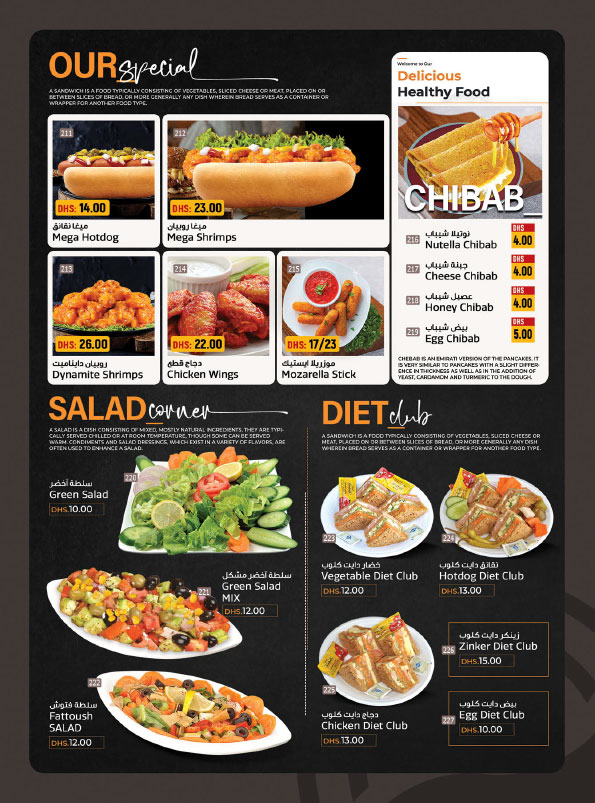 OUR special
A SANDWICH IS A FOOD TYPICALLY CONSISTING OF VEGETABLES, SLICED CHEESE OR MEAT, PLACED ON OR
BETWEEN SLICES OF BREAD, OR MORE GENERALLY ANY DISH WHEREIN BREAD SERVES AS A CONTAINER OR
WRAPPER FOR ANOTHER FOOD TYPE.
211
DHS: 14.00
ميغا نقانق
Mega Hotdog
212
DHS: 23.00
ميغا روبيان
Mega Shrimps
213
DHS: 26.00
روبيان دايناميت
Dynamite Shrimps
214
DHS: 22.00
دجاج قطع
Chicken Wings
215
DHS: 17/23
موزريلا ايستيك
Mozarella Stick
Welcome to Our
Delicious
Healthy Food
CHIBAB_
216
نوتيلا شيباب
Nutella Chibab
DHS
4.00
217
جبنة شيباب
Cheese Chibab
DHS
4.00
218
عصيل شيباب
Honey Chibab
DHS
4.00
219
بيض شيباب
Egg Chibab
DHS
5.00
CHEBAB IS AN EMIRATI VERSION OF THE PANCAKES. IT
IS VERY SIMILAR TO PANCAKES WITH A SLIGHT DIFFER-
ENCE IN THICKNESS AS WELL AS IN THE ADDITION OF
YEAST, CARDAMOM AND TURMERIC TO THE DOUGH.
SALAD corner
A SALAD IS A DISH CONSISTING OF MIXED, MOSTLY NATURAL INGREDIENTS. THEY ARE TYPI-
CALLY SERVED CHILLED OR AT ROOM TEMPERATURE, THOUGH SOME CAN BE SERVED
WARM. CONDIMENTS AND SALAD DRESSINGS, WHICH EXIST IN A VARIETY OF FLAVORS, ARE
OFTEN USED TO ENHANCE A SALAD.
220
سلطة أخضر
Green Salad
DHS.10.00
221
سلطة أخضر مشكل
Green Salad
MIX
DHS.12.00
222
سلطة فتوش
Fattoush
SALAD
DHS.12.00
DIET club
A SANDWICH IS A FOOD TYPICALLY CONSISTING OF VEGETABLES, SLICED CHEESE OR
MEAT, PLACED ON OR BETWEEN SLICES OF BREAD, OR MORE GENERALLY ANY DISH
WHEREIN BREAD SERVES AS A CONTAINER OR WRAPPER FOR ANOTHER FOOD TYPE.
223
خضار دايت كلوب
Vegetable Diet Club
DHS.12.00
224
نقانق دايت كلوب
Hotdog Diet Club
DHS.13.00
225
دجاج دايت كلوب
Chicken Diet Club
DHS.13.00
226
زينكر دايت كلوب
Zinker Diet Club
DHS.15.00
227
بيض دايت كلوب
Egg Diet Club
DHS.10.00